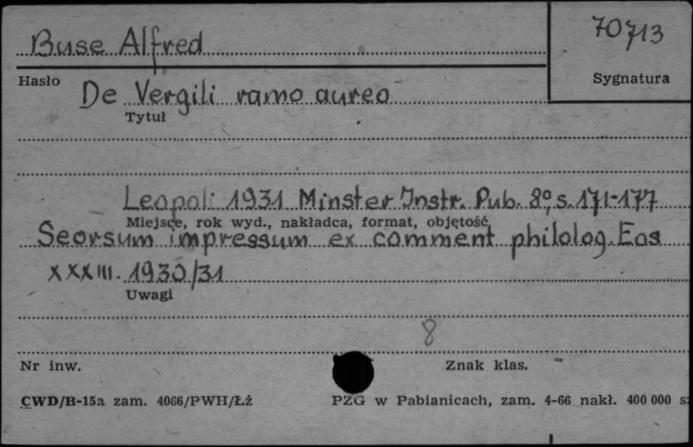 Buse Alfred
70713
Hasło
Sygnatura
De Vergili ramo aureo
Tytuł
Leopoli 1931 Minster Instr. Pub. 8º, s. 171-177
Miejsce, rok wyd., nakładca, format, objętość
Seorsum impressum ex comment philolog. Eos
XXXIII. 1930/31
Uwagi
8
Nr inw.
Znak klas.
CWD/B-15a zam. 4066/PWH/Łź
PZG w Pabianicach, zam. 4-66 nakł. 400 000